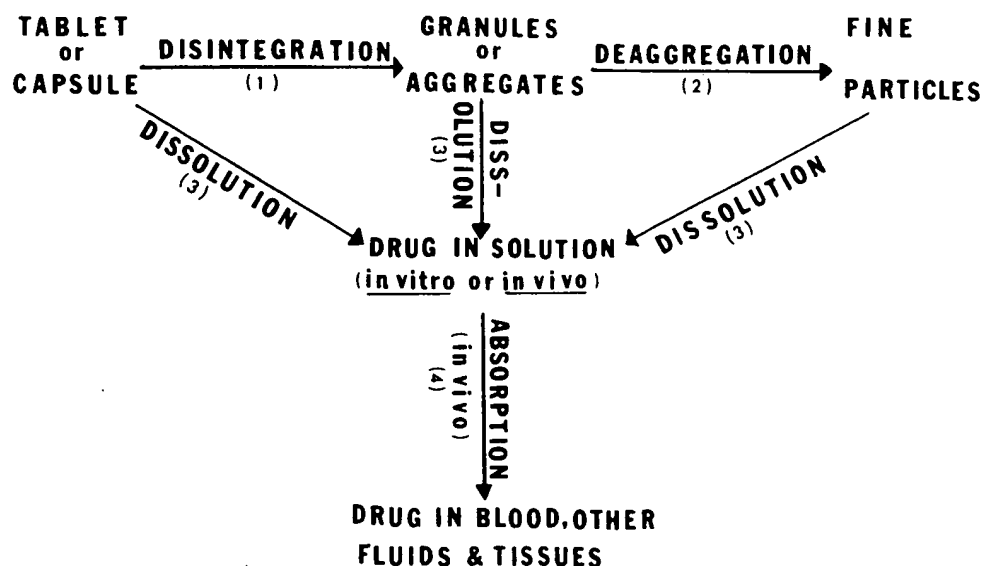 TABLET
or
CAPSULE
DISINTEGRATION
(1)
GRANULES
or
AGGREGATES
DEAGGREGATION
(2)
FINE
PARTICLES
DISSOLUTION
(3)
DISS-
OLUTION
(3)
DISSOLUTION
(3)
DRUG IN SOLUTION
(in vitro or in vivo)
ABSORPTION
(in vivo)
(4)
DRUG IN BLOOD,OTHER
FLUIDS & TISSUES